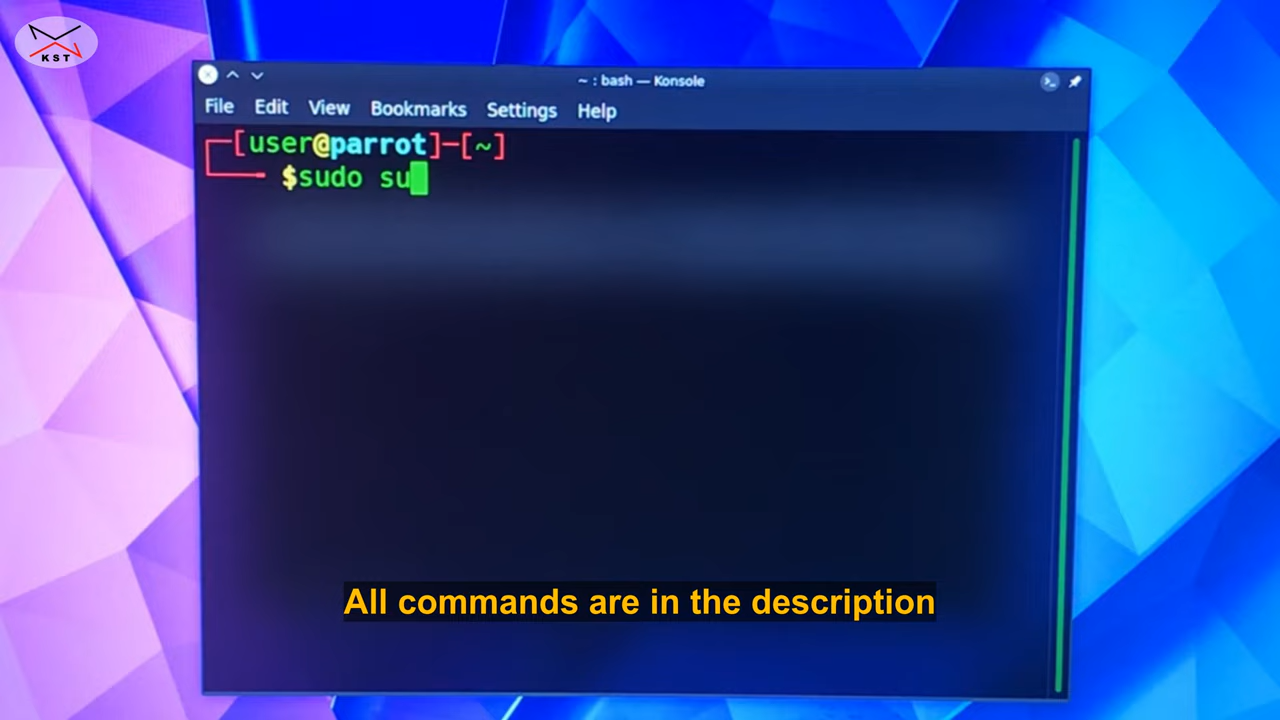 KST
~ : bash — Konsole
File Edit View Bookmarks Settings Help
[user@parrot]-[~]
$sudo su
All commands are in the description